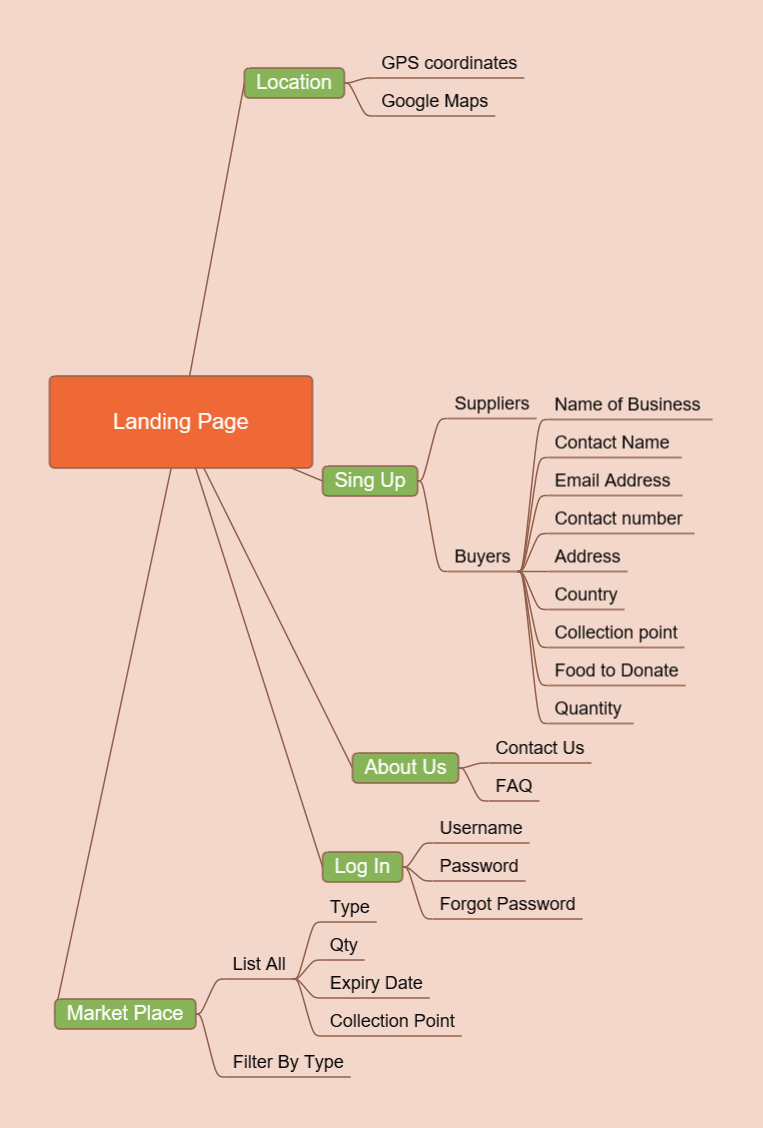 Location
GPS coordinates
Google Maps
Landing Page
Sing Up
Suppliers
Buyers
Name of Business
Contact Name
Email Address
Contact number
Address
Country
Collection point
Food to Donate
Quantity
About Us
Contact Us
FAQ
Log In
Username
Password
Forgot Password
Market Place
List All
Type
Qty
Expiry Date
Collection Point
Filter By Type